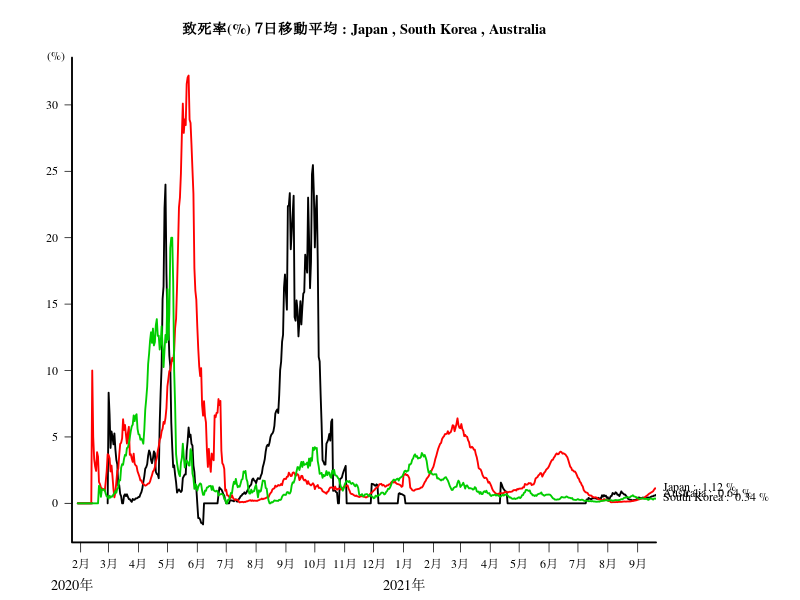 致死率(%) 7日移動平均 : Japan , South Korea , Australia
(%)
30
25
20
15
10
5
0
Japan : 1.12 %
Australia : 0.64 %
South Korea : 0.34 %
2月 3月 4月 5月 6月 7月 8月 9月 10月 11月 12月 1月 2月 3月 4月 5月 6月 7月 8月 9月
2020年 2021年